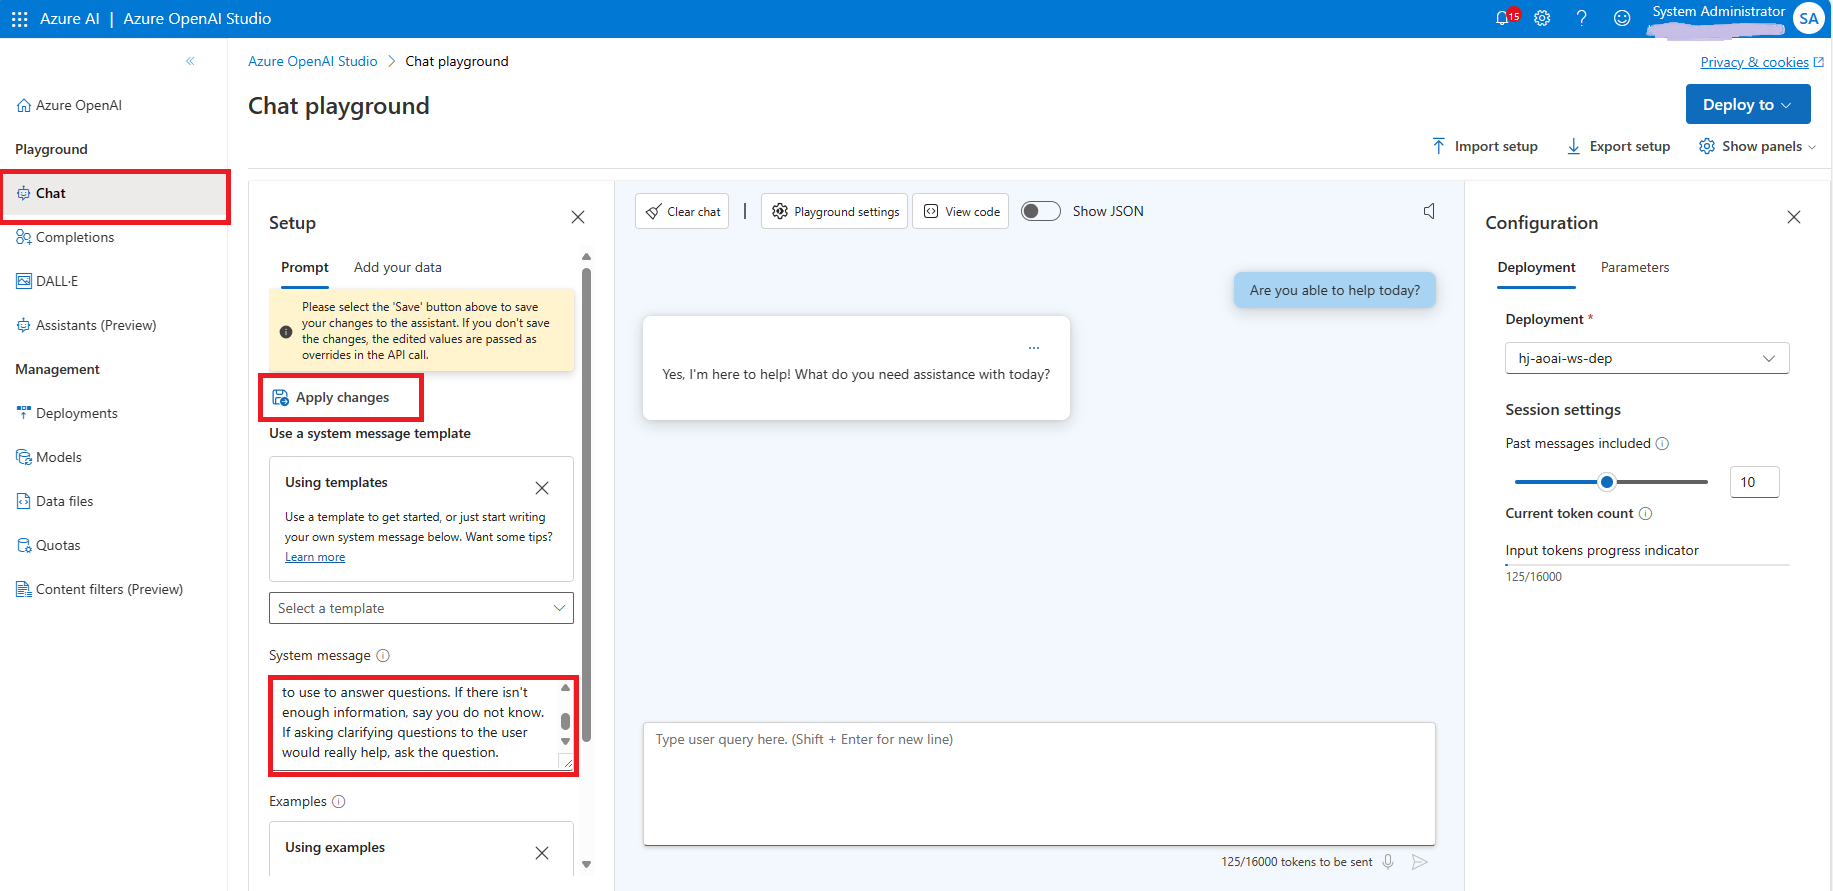 Azure AI | Azure OpenAI Studio
15
System Administrator
SA
Azure OpenAI Studio > Chat playground
Privacy & cookies
Chat playground
Deploy to
Import setup
Export setup
Show panels
Azure OpenAI
Playground
Chat
Completions
DALL·E
Assistants (Preview)
Management
Deployments
Models
Data files
Quotas
Content filters (Preview)
Setup
Prompt
Add your data
Please select the 'Save' button above to save
your changes to the assistant. If you don't save
the changes, the edited values are passed as
overrides in the API call.
Apply changes
Use a system message template
Using templates
Use a template to get started, or just start writing
your own system message below. Want some tips?
Learn more
Select a template
System message
to use to answer questions. If there isn't
enough information, say you do not know.
If asking clarifying questions to the user
would really help, ask the question.
Examples
Using examples
Clear chat
|
Playground settings
View code
Show JSON
Are you able to help today?
...
Yes, I'm here to help! What do you need assistance with today?
Type user query here. (Shift + Enter for new line)
125/16000 tokens to be sent
Configuration
Deployment
Parameters
Deployment *
hj-aoai-ws-dep
Session settings
Past messages included
10
Current token count
Input tokens progress indicator
125/16000